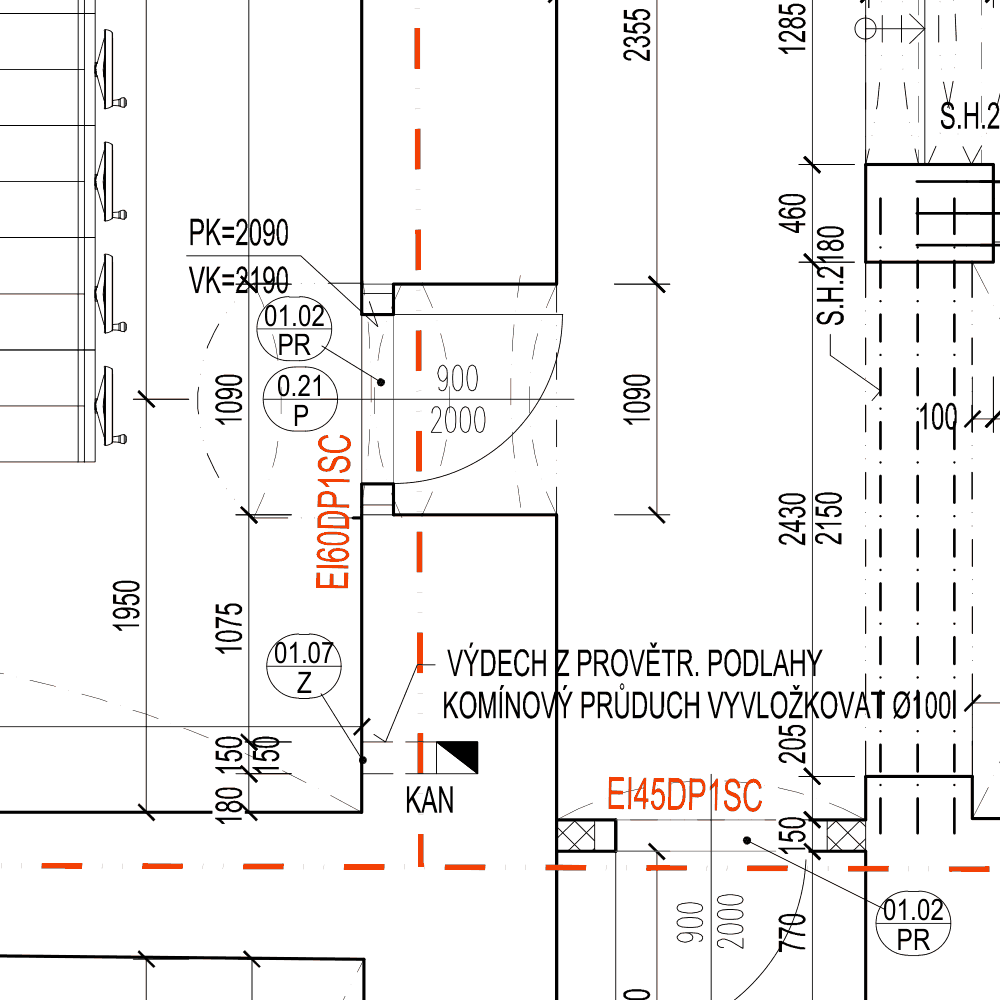 2355
1285
S.H.2
460
S.H.2180
PK=2090
VK=2190
01.02
PR
0.21
P
1090
900
2000
1090
100
EI60DP1SC
2430
2150
1950
1075
01.07
Z
VÝDECH Z PROVĚTR. PODLAHY
KOMÍNOVÝ PRŮDUCH VYVLOŽKOVAT Ø100
150
150
180
205
KAN
EI45DP1SC
150
900
2000
770
01.02
PR